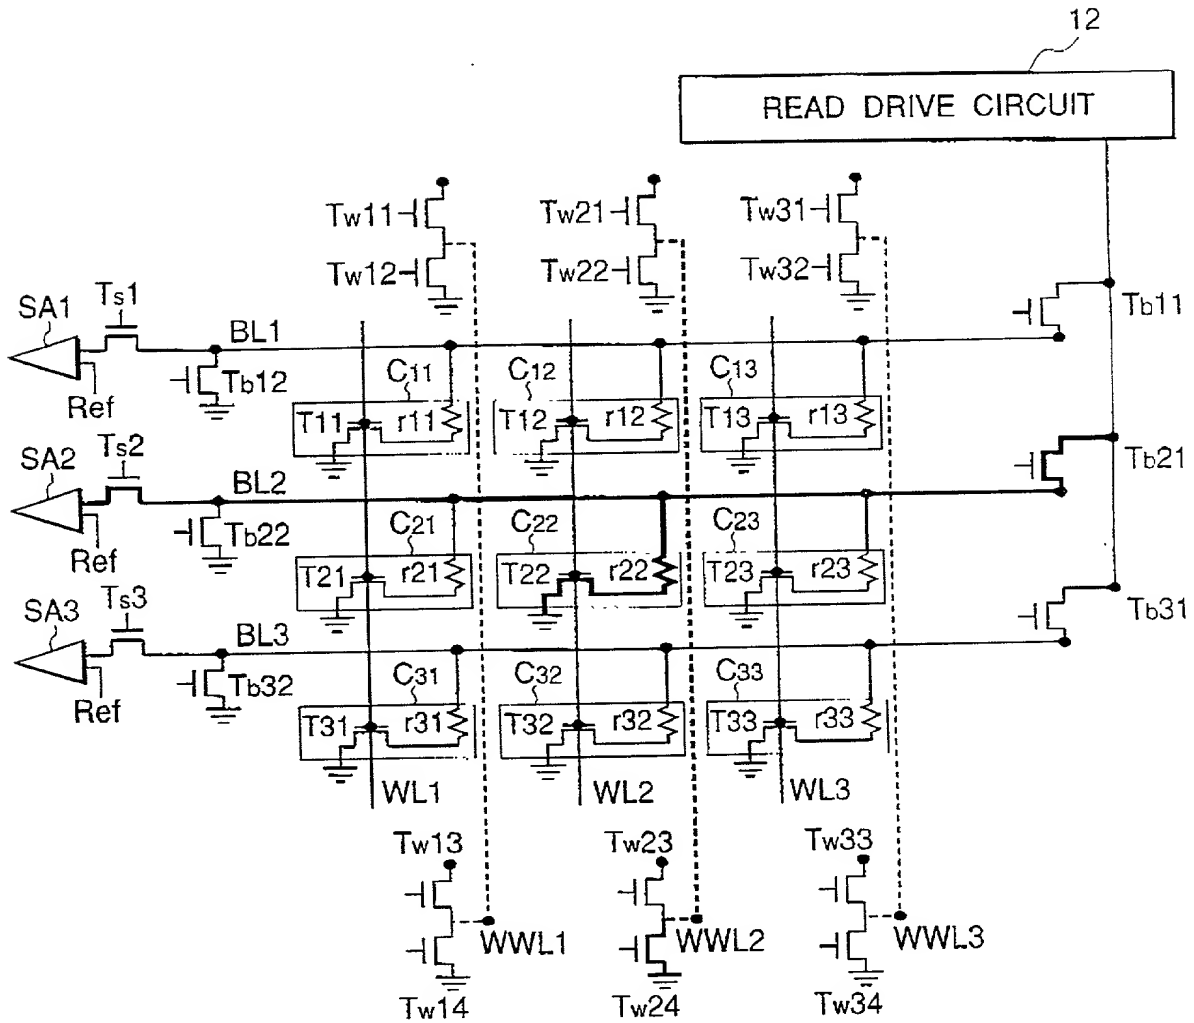 12
READ DRIVE CIRCUIT
Tw11 Tw21 Tw31
Tw12 Tw22 Tw32
SA1 Ts1 BL1 Tb11
Tb12 C11 C12 C13
Ref T11 r11 T12 r12 T13 r13
SA2 Ts2 BL2 Tb21
Tb22 C21 C22 C23
Ref T21 r21 T22 r22 T23 r23
SA3 Ts3 BL3 Tb31
Tb32 C31 C32 C33
Ref T31 r31 T32 r32 T33 r33
WL1 WL2 WL3
Tw13 Tw23 Tw33
WWL1 WWL2 WWL3
Tw14 Tw24 Tw34